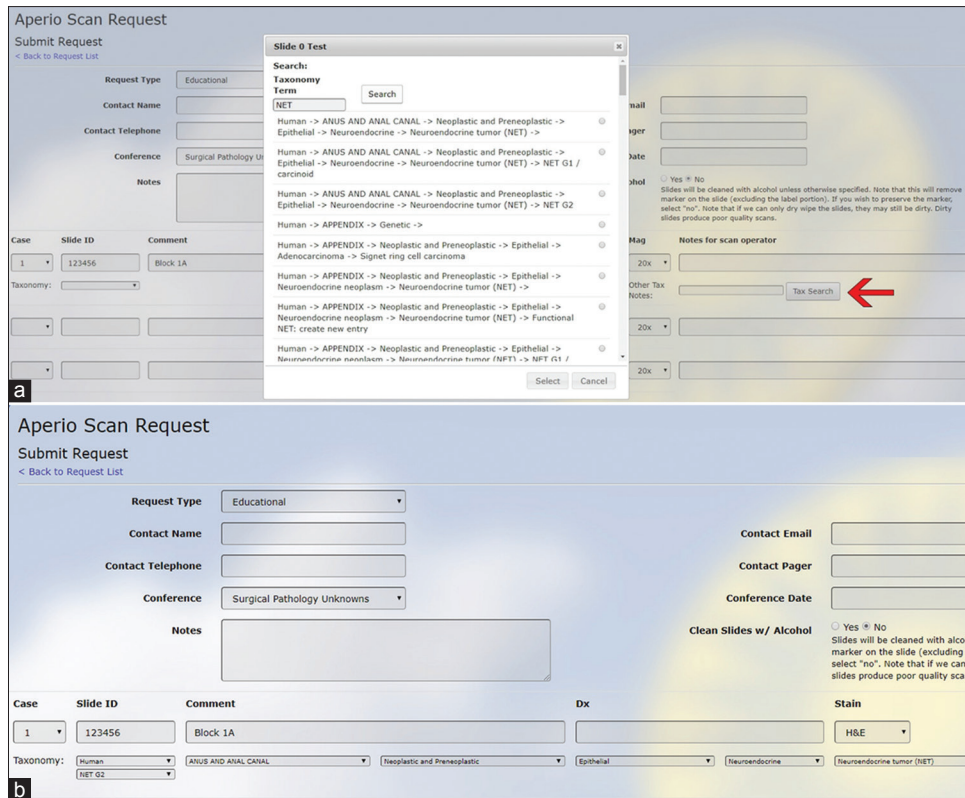 Aperio Scan Request
Submit Request
< Back to Request List
Request Type
Educational
Contact Name
Contact Telephone
Conference
Surgical Pathology
Notes
Slide 0 Test
Search:
Taxonomy
Term
NET
Search
Human -> ANUS AND ANAL CANAL -> Neoplastic and Preneoplastic ->
Epithelial -> Neuroendocrine -> Neuroendocrine tumor (NET) ->
Human -> ANUS AND ANAL CANAL -> Neoplastic and Preneoplastic ->
Epithelial -> Neuroendocrine -> Neuroendocrine tumor (NET) -> NET G1 /
carcinoid
Human -> ANUS AND ANAL CANAL -> Neoplastic and Preneoplastic ->
Epithelial -> Neuroendocrine -> Neuroendocrine tumor (NET) -> NET G2
Human -> APPENDIX -> Genetic ->
Human -> APPENDIX -> Neoplastic and Preneoplastic -> Epithelial ->
Adenocarcinoma -> Signet ring cell carcinoma
Human -> APPENDIX -> Neoplastic and Preneoplastic -> Epithelial ->
Neuroendocrine neoplasm -> Neuroendocrine tumor (NET) ->
Human -> APPENDIX -> Neoplastic and Preneoplastic -> Epithelial ->
Neuroendocrine neoplasm -> Neuroendocrine tumor (NET) -> Functional
NET: create new entry
Human -> APPENDIX -> Neoplastic and Preneoplastic -> Epithelial ->
Neuroendocrine neoplasm -> Neuroendocrine tumor (NET) -> NET G1 /
Select
Cancel
Yes No
Slides will be cleaned with alcohol unless otherwise specified. Note that this will remove
marker on the slide (excluding the label portion). If you wish to preserve the marker,
select "no". Note that if we can only dry wipe the slides, they may still be dirty. Dirty
slides produce poor quality scans.
Case Slide ID Comment
Mag Notes for scan operator
1 123456 Block 1A
20x
Taxonomy:
Other Tax
Notes:
Tax Search
20x
20x
a
Aperio Scan Request
Submit Request
< Back to Request List
Request Type
Educational
Contact Name
Contact Email
Contact Telephone
Contact Pager
Conference
Surgical Pathology Unknowns
Conference Date
Notes
Clean Slides w/ Alcohol
Yes No
Slides will be cleaned with alco
marker on the slide (excluding
select "no". Note that if we can
slides produce poor quality sca
Case Slide ID Comment Dx Stain
1 123456 Block 1A H&E
Taxonomy: Human ANUS AND ANAL CANAL Neoplastic and Preneoplastic Epithelial Neuroendocrine Neuroendocrine tumor (NET)
NET G2
b